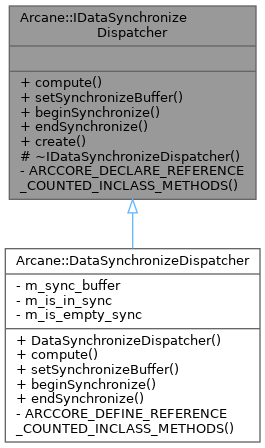 Arcane::IDataSynchronize
Dispatcher
+ compute()
+ setSynchronizeBuffer()
+ beginSynchronize()
+ endSynchronize()
+ create()
# ~IDataSynchronizeDispatcher()
- ARCCORE_DECLARE_REFERENCE
_COUNTED_INCLASS_METHODS()
Arcane::DataSynchronizeDispatcher
- m_sync_buffer
- m_is_in_sync
- m_is_empty_sync
+ DataSynchronizeDispatcher()
+ compute()
+ setSynchronizeBuffer()
+ beginSynchronize()
+ endSynchronize()
- ARCCORE_DEFINE_REFERENCE
_COUNTED_INCLASS_METHODS()